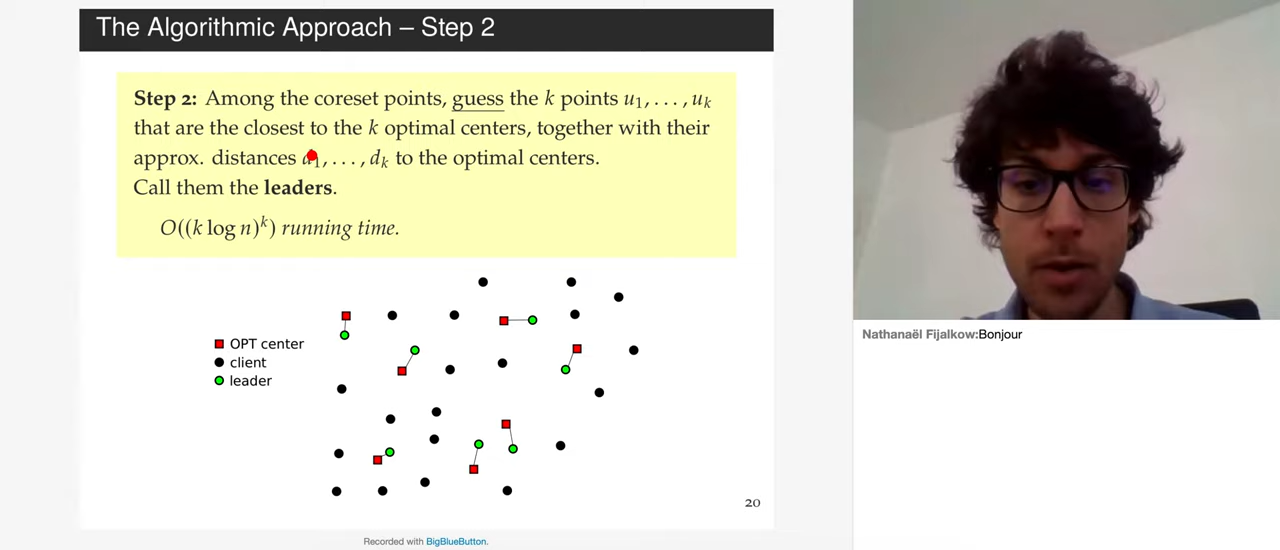 The Algorithmic Approach – Step 2
Step 2: Among the coreset points, guess the k points u₁, . . . , uₖ
that are the closest to the k optimal centers, together with their
approx. distances d₁, . . . , dₖ to the optimal centers.
Call them the leaders.
O((k log n)ᵏ) running time.
OPT center
client
leader
20
Recorded with BigBlueButton.
Nathanaël Fijalkow:Bonjour